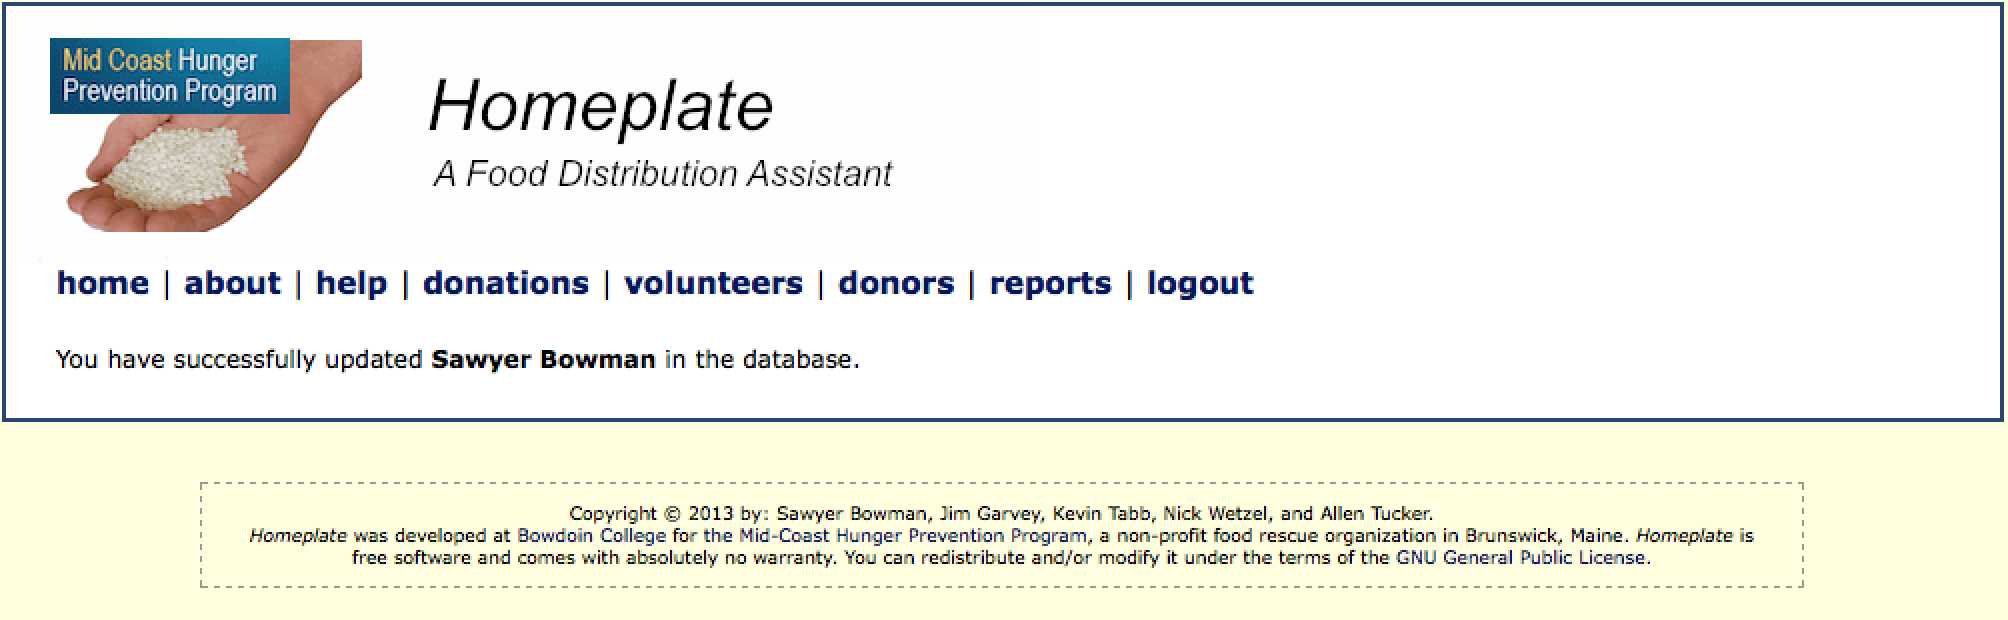 Mid Coast Hunger
Prevention Program
Homeplate
A Food Distribution Assistant
home | about | help | donations | volunteers | donors | reports | logout
You have successfully updated Sawyer Bowman in the database.
Copyright © 2013 by: Sawyer Bowman, Jim Garvey, Kevin Tabb, Nick Wetzel, and Allen Tucker.
Homeplate was developed at Bowdoin College for the Mid-Coast Hunger Prevention Program, a non-profit food rescue organization in Brunswick, Maine. Homeplate is
free software and comes with absolutely no warranty. You can redistribute and/or modify it under the terms of the GNU General Public License.